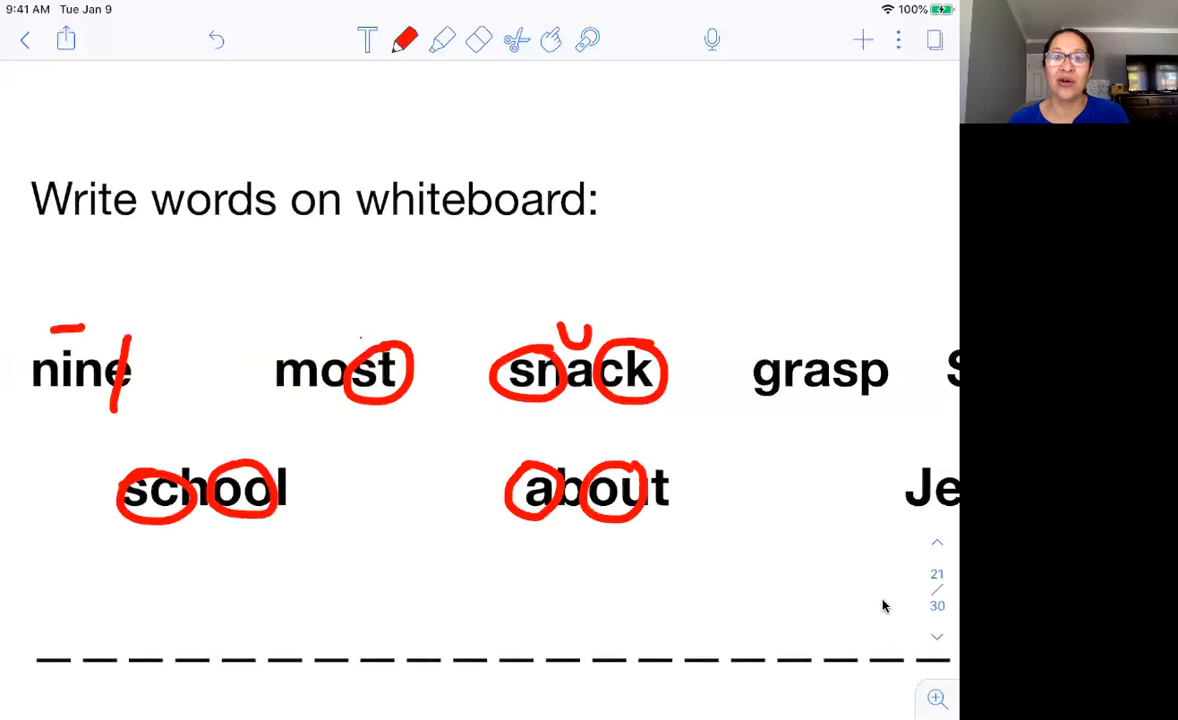 9:41 AM Tue Jan 9 100%
Write words on whiteboard:
nine most snack grasp S
school about Je
21
/
30